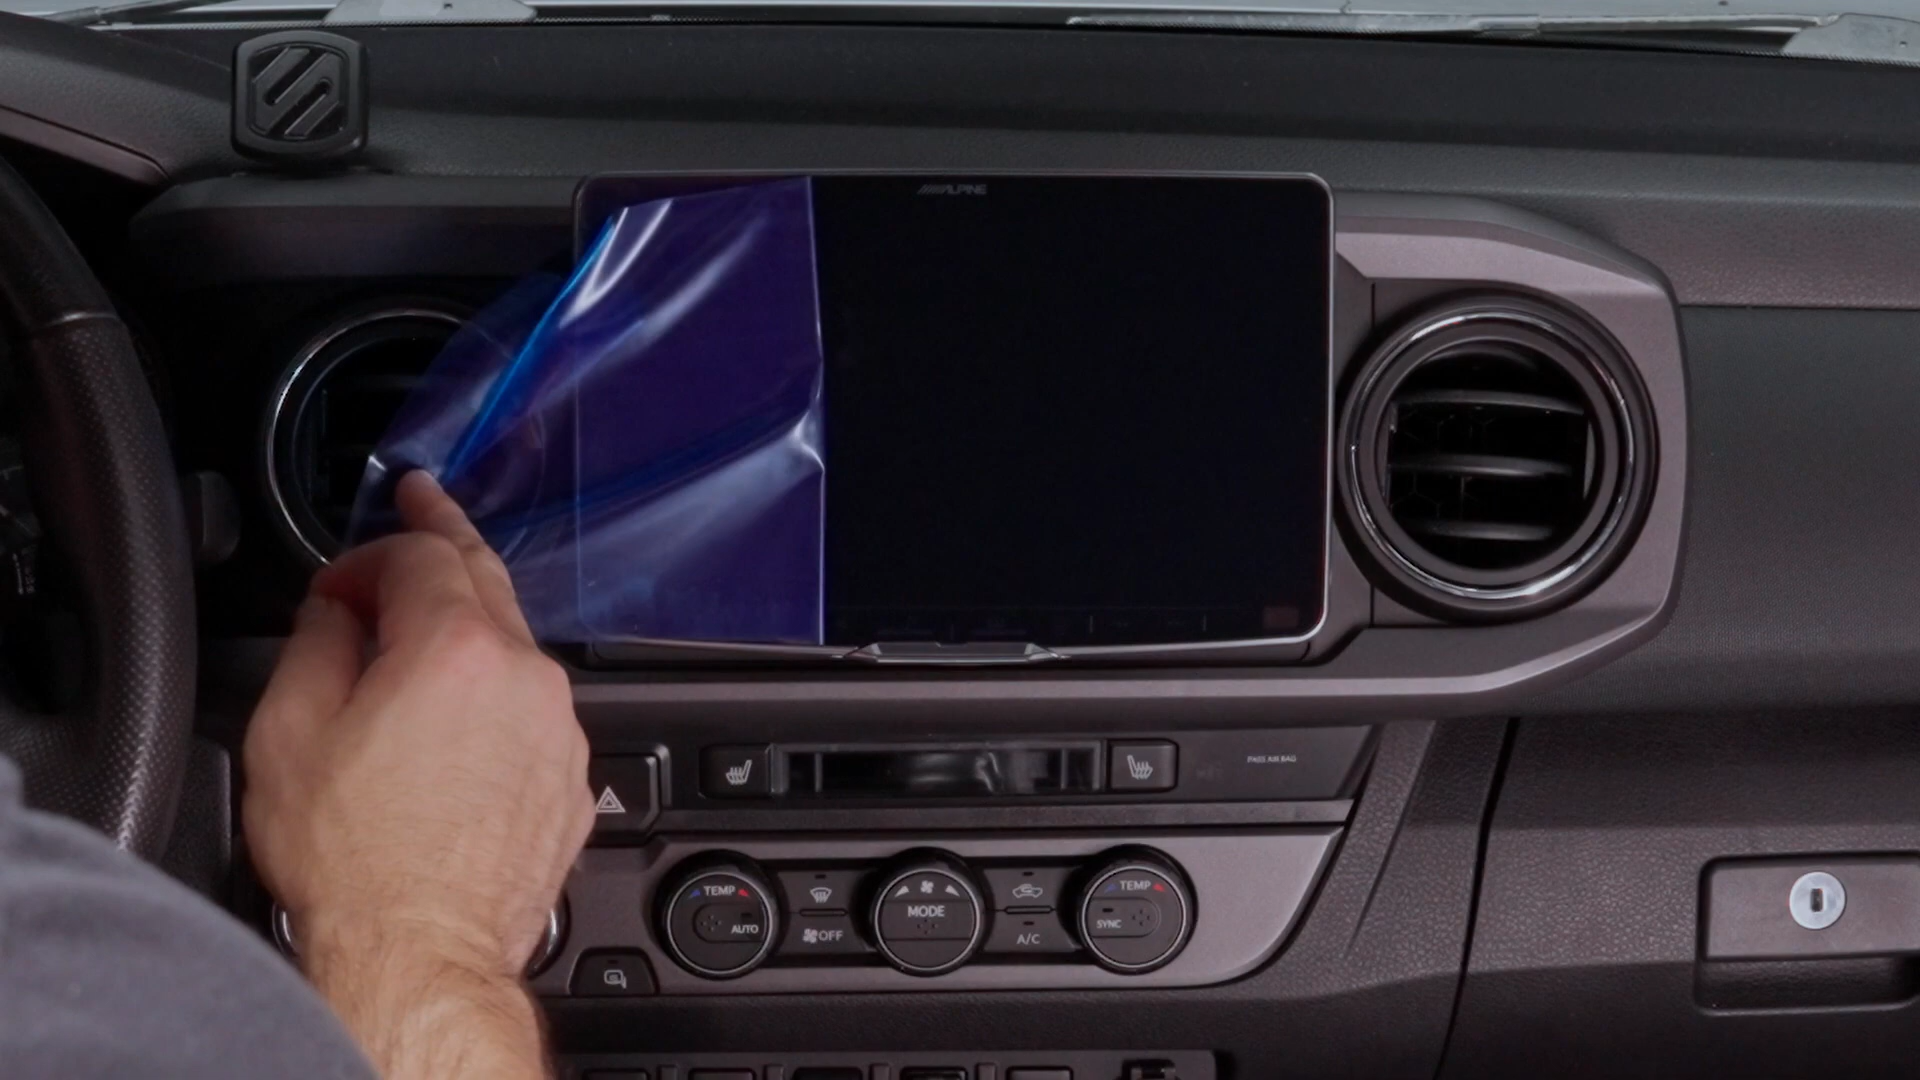 ALPINE
PASS AIR BAG
TEMP
AUTO
OFF
MODE
A/C
TEMP
SYNC